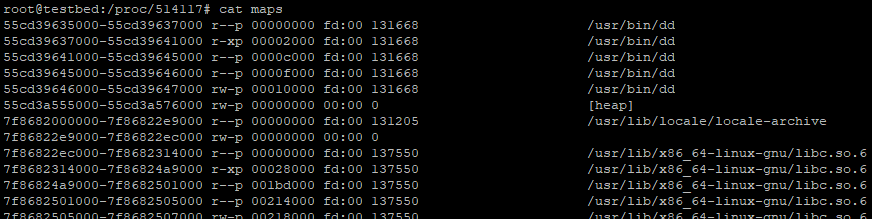 root@testbed:/proc/514117# cat maps
55cd39635000-55cd39637000 r--p 00000000 fd:00 131668 /usr/bin/dd
55cd39637000-55cd39641000 r-xp 00002000 fd:00 131668 /usr/bin/dd
55cd39641000-55cd39645000 r--p 0000c000 fd:00 131668 /usr/bin/dd
55cd39645000-55cd39646000 r--p 0000f000 fd:00 131668 /usr/bin/dd
55cd39646000-55cd39647000 rw-p 00010000 fd:00 131668 /usr/bin/dd
55cd3a555000-55cd3a576000 rw-p 00000000 00:00 0 [heap]
7f8682000000-7f86822e9000 r--p 00000000 fd:00 131205 /usr/lib/locale/locale-archive
7f86822e9000-7f86822ec000 rw-p 00000000 00:00 0
7f86822ec000-7f8682314000 r--p 00000000 fd:00 137550 /usr/lib/x86_64-linux-gnu/libc.so.6
7f8682314000-7f86824a9000 r-xp 00028000 fd:00 137550 /usr/lib/x86_64-linux-gnu/libc.so.6
7f86824a9000-7f8682501000 r--p 001bd000 fd:00 137550 /usr/lib/x86_64-linux-gnu/libc.so.6
7f8682501000-7f8682505000 r--p 00214000 fd:00 137550 /usr/lib/x86_64-linux-gnu/libc.so.6
7f8682505000-7f8682507000 rw-p 00218000 fd:00 137550 /usr/lib/x86_64-linux-gnu/libc.so.6